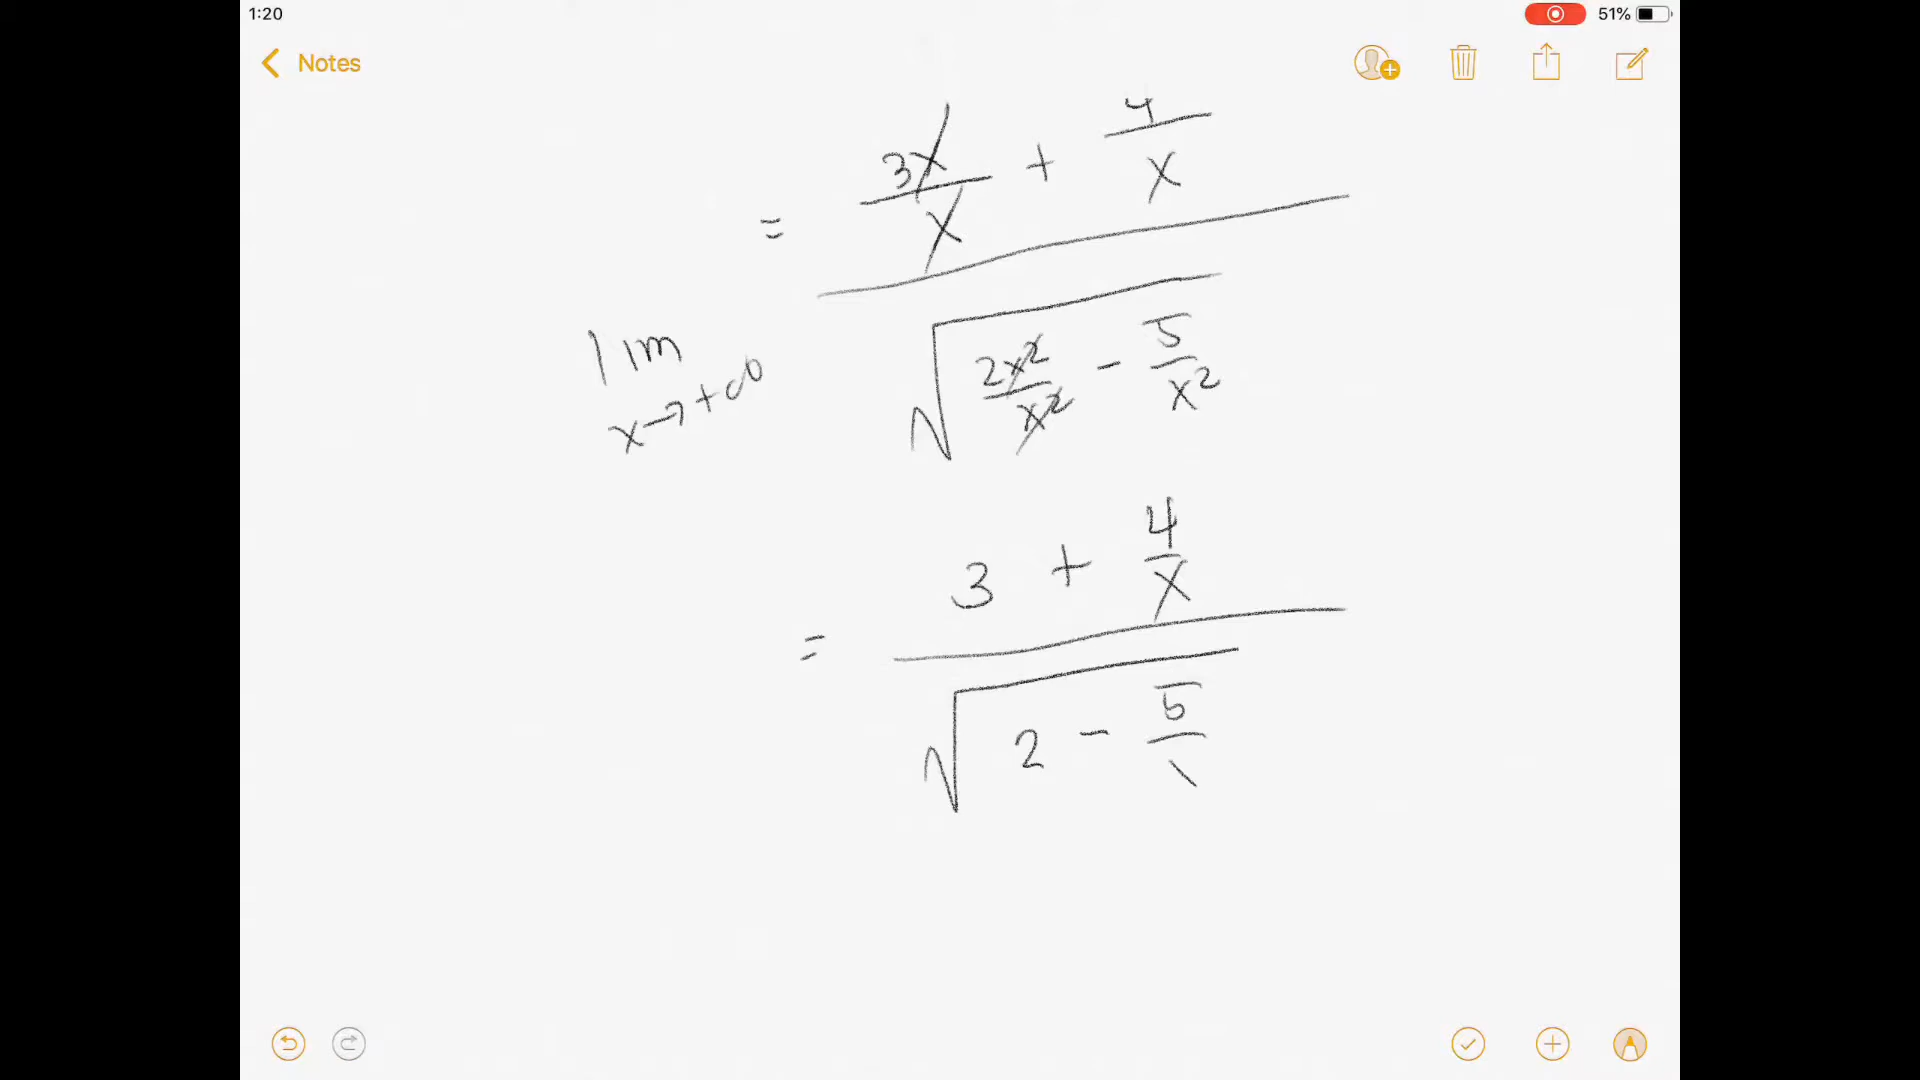 1:20
51%
Notes
= (3x/x + 4/x) / √(2x²/x² - 5/x²)
lim
x→+∞
= (3 + 4/x) / √(2 - 5/\)